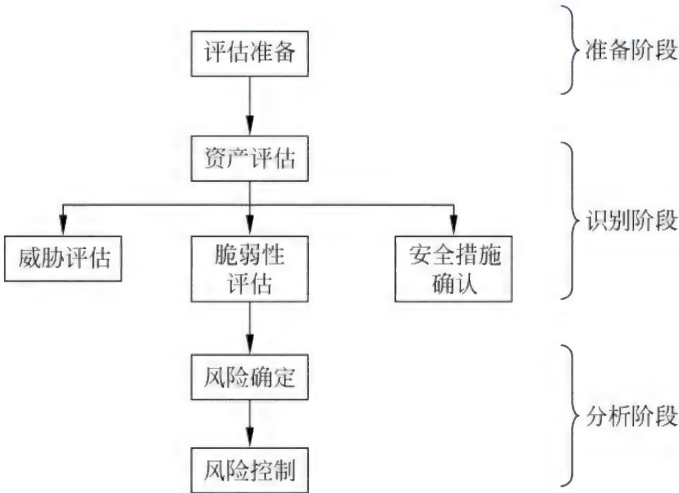 评估准备
准备阶段
资产评估
识别阶段
威胁评估
脆弱性
评估
安全措施
确认
风险确定
分析阶段
风险控制